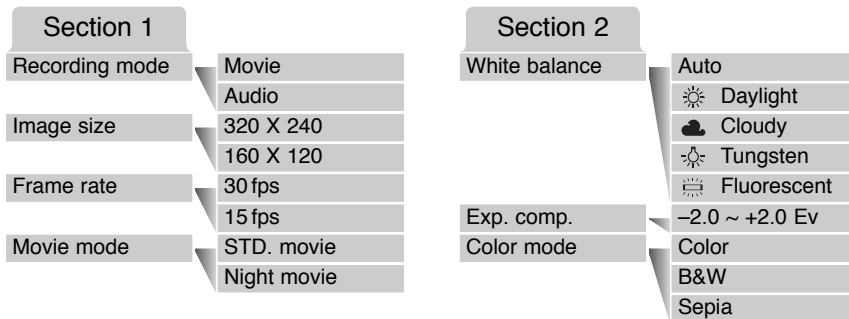 Section 1
Recording mode Movie
Audio
Image size 320 X 240
160 X 120
Frame rate 30 fps
15 fps
Movie mode STD. movie
Night movie
Section 2
White balance Auto
Daylight
Cloudy
Tungsten
Fluorescent
Exp. comp. –2.0 ~ +2.0 Ev
Color mode Color
B&W
Sepia